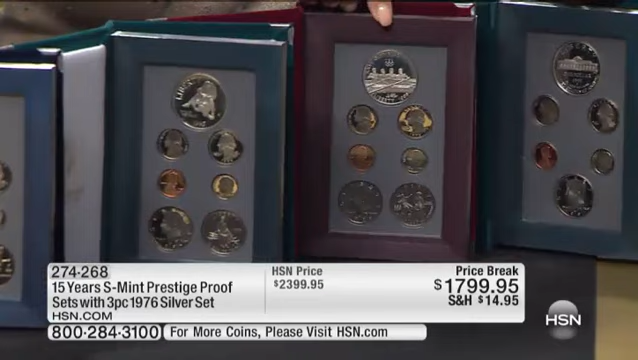 LIBERTY
274-268
15 Years S-Mint Prestige Proof
Sets with 3pc 1976 Silver Set
HSN.COM
HSN Price
$2399.95
Price Break
$1799.95
S&H $14.95
HSN
800-284-3100
For More Coins, Please Visit HSN.com